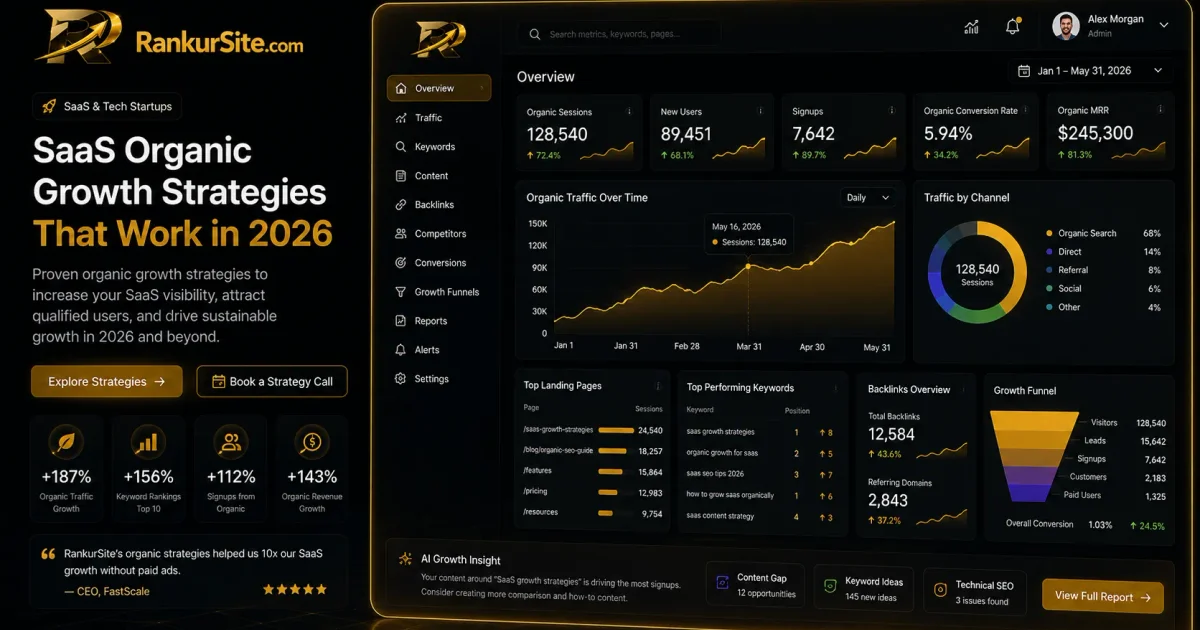 RankurSite.com
SaaS & Tech Startups
SaaS Organic
Growth Strategies
That Work in 2026
Proven organic growth strategies to
increase your SaaS visibility, attract
qualified users, and drive sustainable
growth in 2026 and beyond.
Explore Strategies →
Book a Strategy Call
+187%
Organic Traffic
Growth
+156%
Keyword Rankings
Top 10
+112%
Signups from
Organic
+143%
Organic Revenue
Growth
“ RankurSite's organic strategies helped us 10x our SaaS
growth without paid ads.
— CEO, FastScale
★★★★★
Search metrics, keywords, pages...
Alex Morgan
Admin
Overview
Traffic
Keywords
Content
Backlinks
Competitors
Conversions
Growth Funnels
Reports
Alerts
Settings
Overview
Jan 1 – May 31, 2026
Organic Sessions
128,540
↑ 72.4%
New Users
89,451
↑ 68.1%
Signups
7,642
↑ 89.7%
Organic Conversion Rate
5.94%
↑ 34.2%
Organic MRR
$245,300
↑ 81.3%
Organic Traffic Over Time
Daily
150K
120K
90K
60K
30K
0
May 16, 2026
Sessions: 128,540
Jan 1 Jan 31 Feb 28 Mar 31 Apr 30 May 31
Traffic by Channel
128,540
Sessions
Organic Search 68%
Direct 14%
Referral 8%
Social 6%
Other 4%
Top Landing Pages
Page Sessions
/saas-growth-strategies 24,540
/blog/organic-seo-guide 18,257
/features 15,864
/pricing 12,983
/resources 9,754
Top Performing Keywords
Keyword Position
saas growth strategies 1 ↑ 8
organic growth for saas 2 ↑ 5
saas seo tips 2026 3 ↑ 7
how to grow saas organically 1 ↑ 6
saas content strategy 4 ↑ 3
Backlinks Overview
Total Backlinks
12,584
↑ 43.6%
Referring Domains
2,843
↑ 37.2%
Growth Funnel
Visitors 128,540
Leads 15,642
Signups 7,642
Customers 2,183
Paid Users 1,325
Overall Conversion 1.03% ↑ 24.5%
AI Growth Insight
Your content around “SaaS growth strategies” is driving the most signups.
Consider creating more comparison and how-to content.
Content Gap
12 opportunities
Keyword Ideas
145 new ideas
Technical SEO
3 issues found
View Full Report →